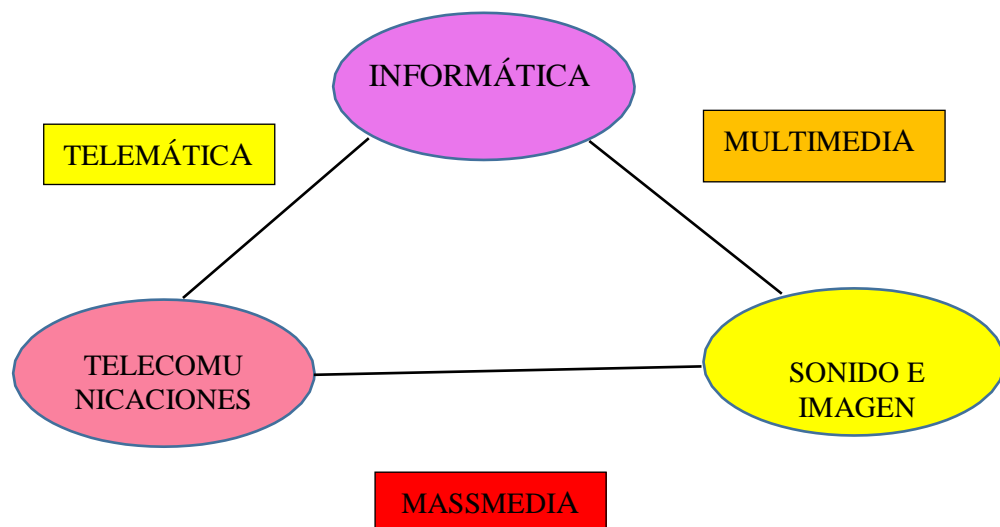 INFORMÁTICA
TELEMÁTICA
MULTIMEDIA
TELECOMU
NICACIONES
SONIDO E
IMAGEN
MASSMEDIA